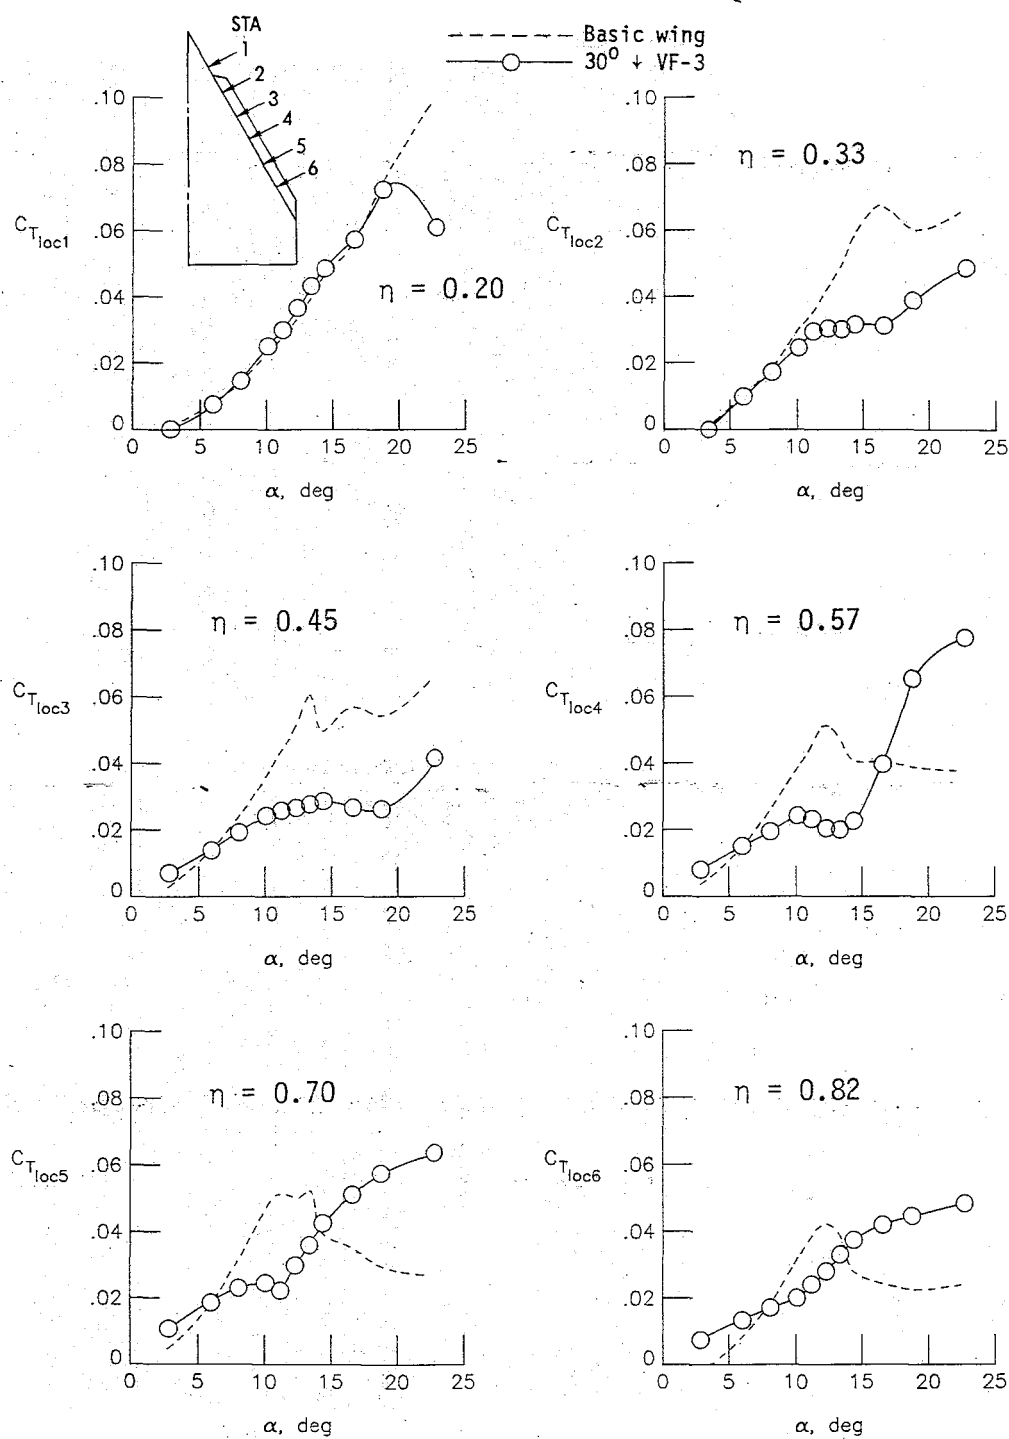 STA
1
2
3
4
5
6
Basic wing
30° ↓ VF-3
.10
.08
.06
.04
.02
0
C_T_loc1
η = 0.20
0 5 10 15 20 25
α, deg
.10
.08
.06
.04
.02
0
C_T_loc2
η = 0.33
0 5 10 15 20 25
α, deg
.10
.08
.06
.04
.02
0
C_T_loc3
η = 0.45
0 5 10 15 20 25
α, deg
.10
.08
.06
.04
.02
0
C_T_loc4
η = 0.57
0 5 10 15 20 25
α, deg
.10
.08
.06
.04
.02
0
C_T_loc5
η = 0.70
0 5 10 15 20 25
α, deg
.10
.08
.06
.04
.02
0
C_T_loc6
η = 0.82
0 5 10 15 20 25
α, deg